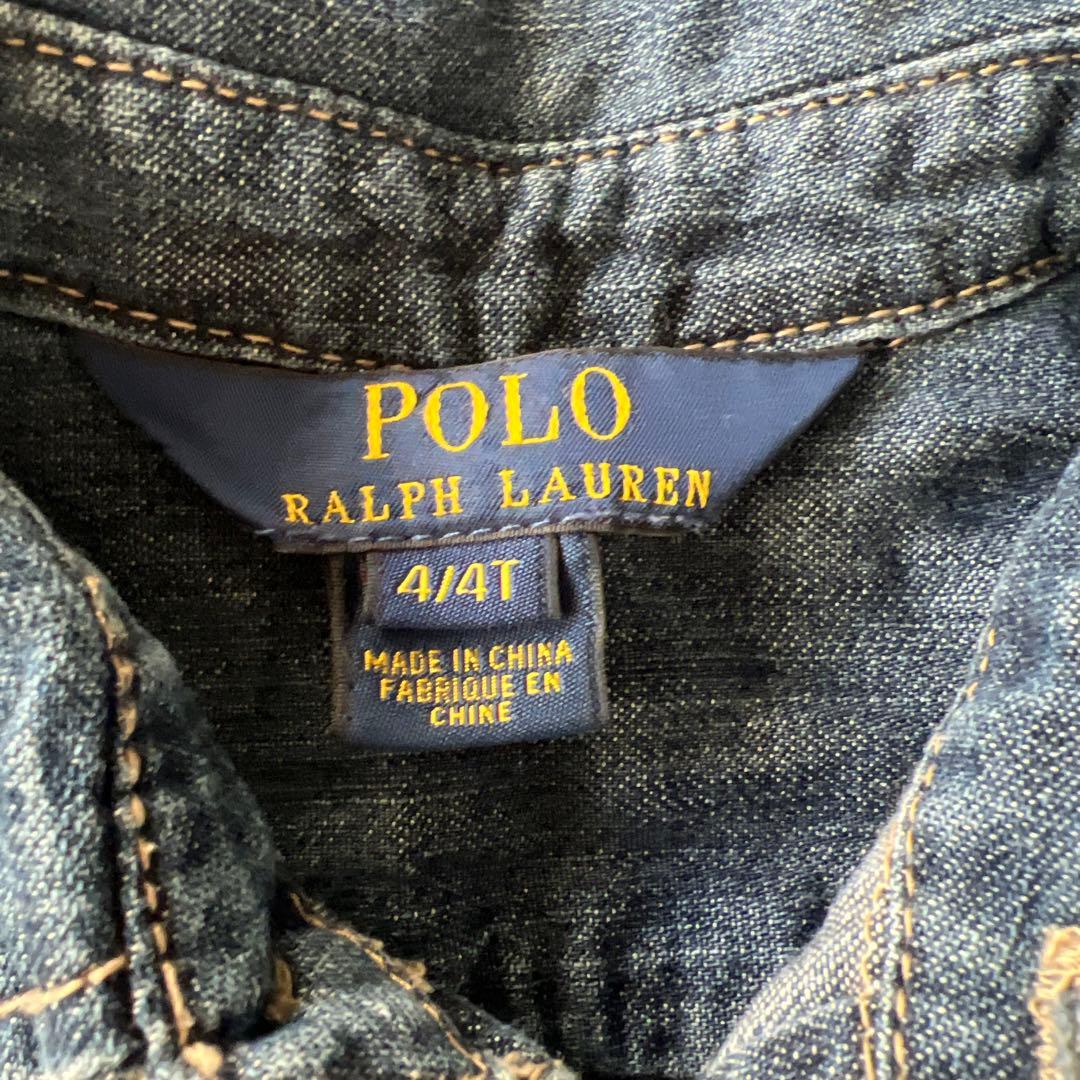 POLO
RALPH LAUREN
4/4T
MADE IN CHINA
FABRIQUE EN
CHINE